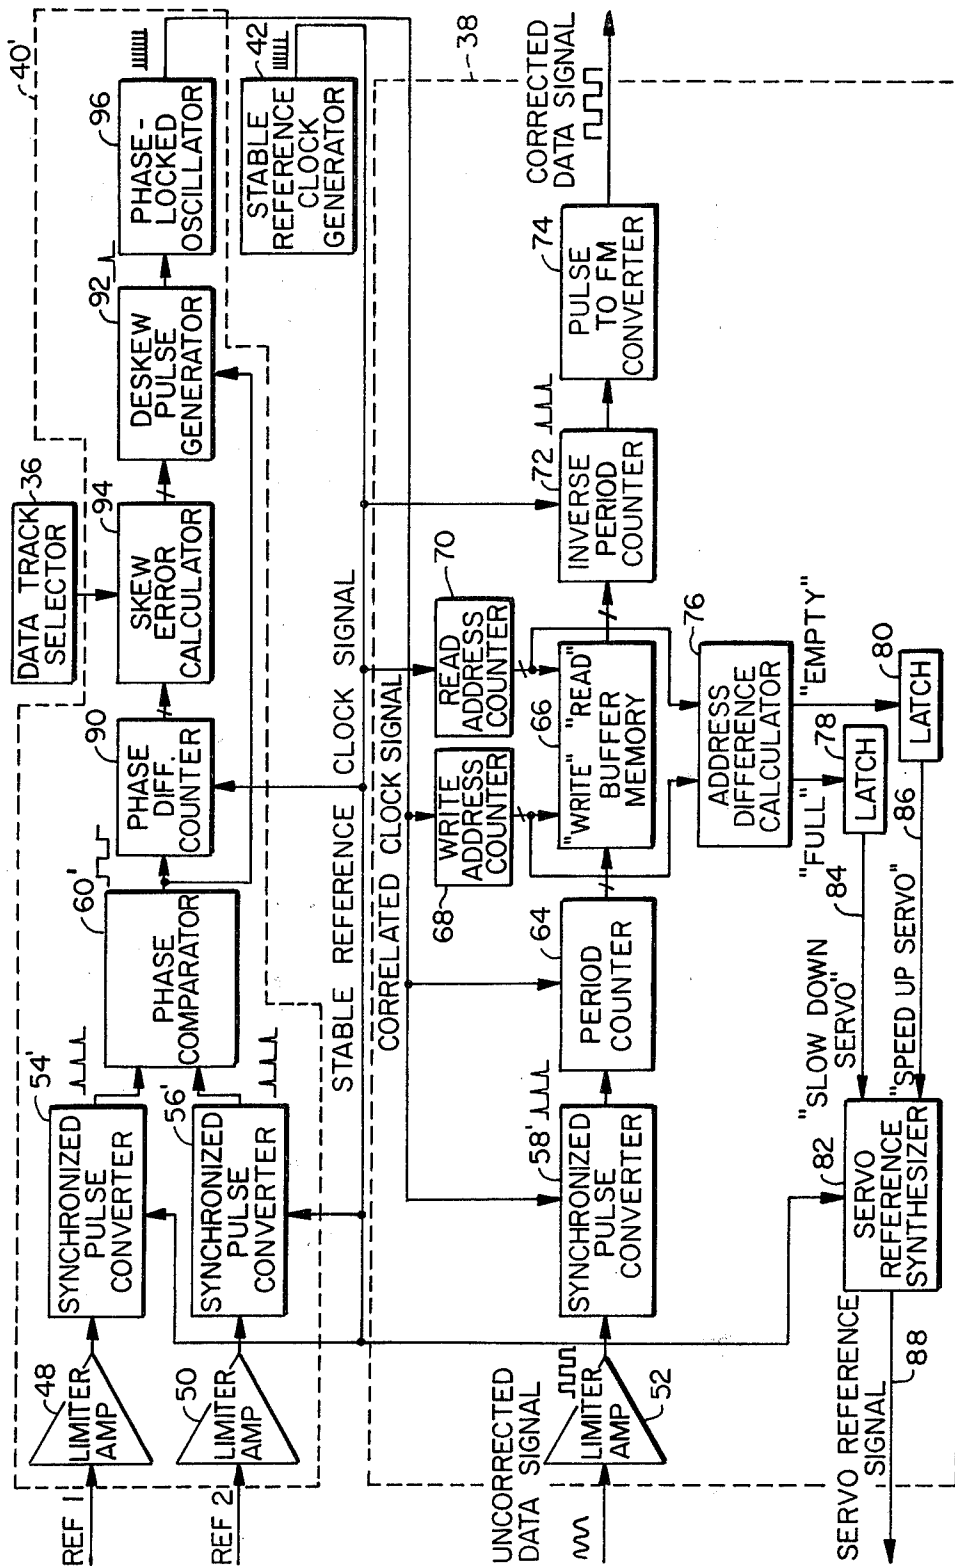 40'
REF 1
48
LIMITER
AMP
54'
SYNCHRONIZED
PULSE
CONVERTER
REF 2
50
LIMITER
AMP
56'
SYNCHRONIZED
PULSE
CONVERTER
60'
PHASE
COMPARATOR
90
PHASE
DIFF.
COUNTER
DATA TRACK
SELECTOR
36
94
SKEW
ERROR
CALCULATOR
92
DESKEW
PULSE
GENERATOR
96
PHASE-
LOCKED
OSCILLATOR
42
STABLE
REFERENCE
CLOCK
GENERATOR
STABLE REFERENCE CLOCK SIGNAL
CORRELATED CLOCK SIGNAL
38
UNCORRECTED
DATA SIGNAL
LIMITER
AMP
52
58'
SYNCHRONIZED
PULSE
CONVERTER
64
PERIOD
COUNTER
68
WRITE
ADDRESS
COUNTER
70
READ
ADDRESS
COUNTER
66
"WRITE" "READ"
BUFFER
MEMORY
72
INVERSE
PERIOD
COUNTER
74
PULSE
TO FM
CONVERTER
CORRECTED
DATA SIGNAL
76
ADDRESS
DIFFERENCE
CALCULATOR
"FULL"
78
LATCH
"EMPTY"
80
LATCH
84
"SLOW DOWN
SERVO"
86
"SPEED UP SERVO"
82
SERVO
REFERENCE
SYNTHESIZER
SERVO REFERENCE
SIGNAL
88